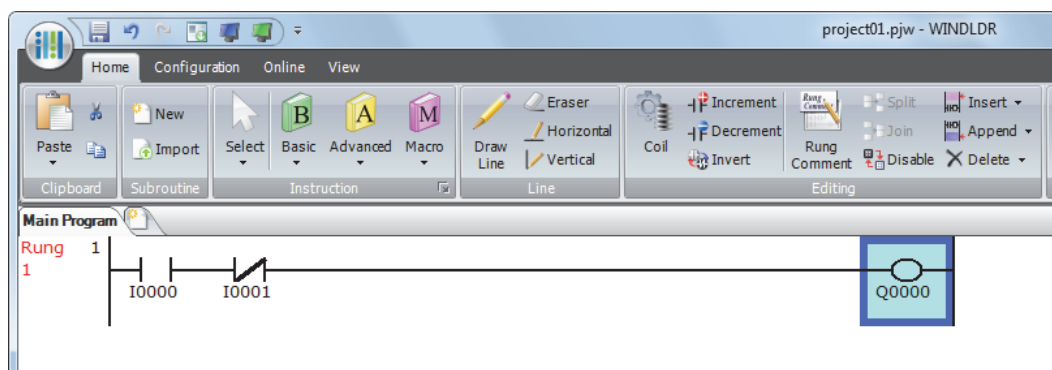 project01.pjw - WINDLDR
Home Configuration Online View
Paste
New
Import
Select Basic Advanced Macro
B A M
Draw
Line
Eraser
Horizontal
Vertical
Coil
Increment
Decrement
Invert
Rung
Comment
Rung
Comment
Split
Join
Disable
Insert
Append
Delete
Clipboard Subroutine Instruction Line Editing
Main Program
Rung 1
1
I0000 I0001 Q0000